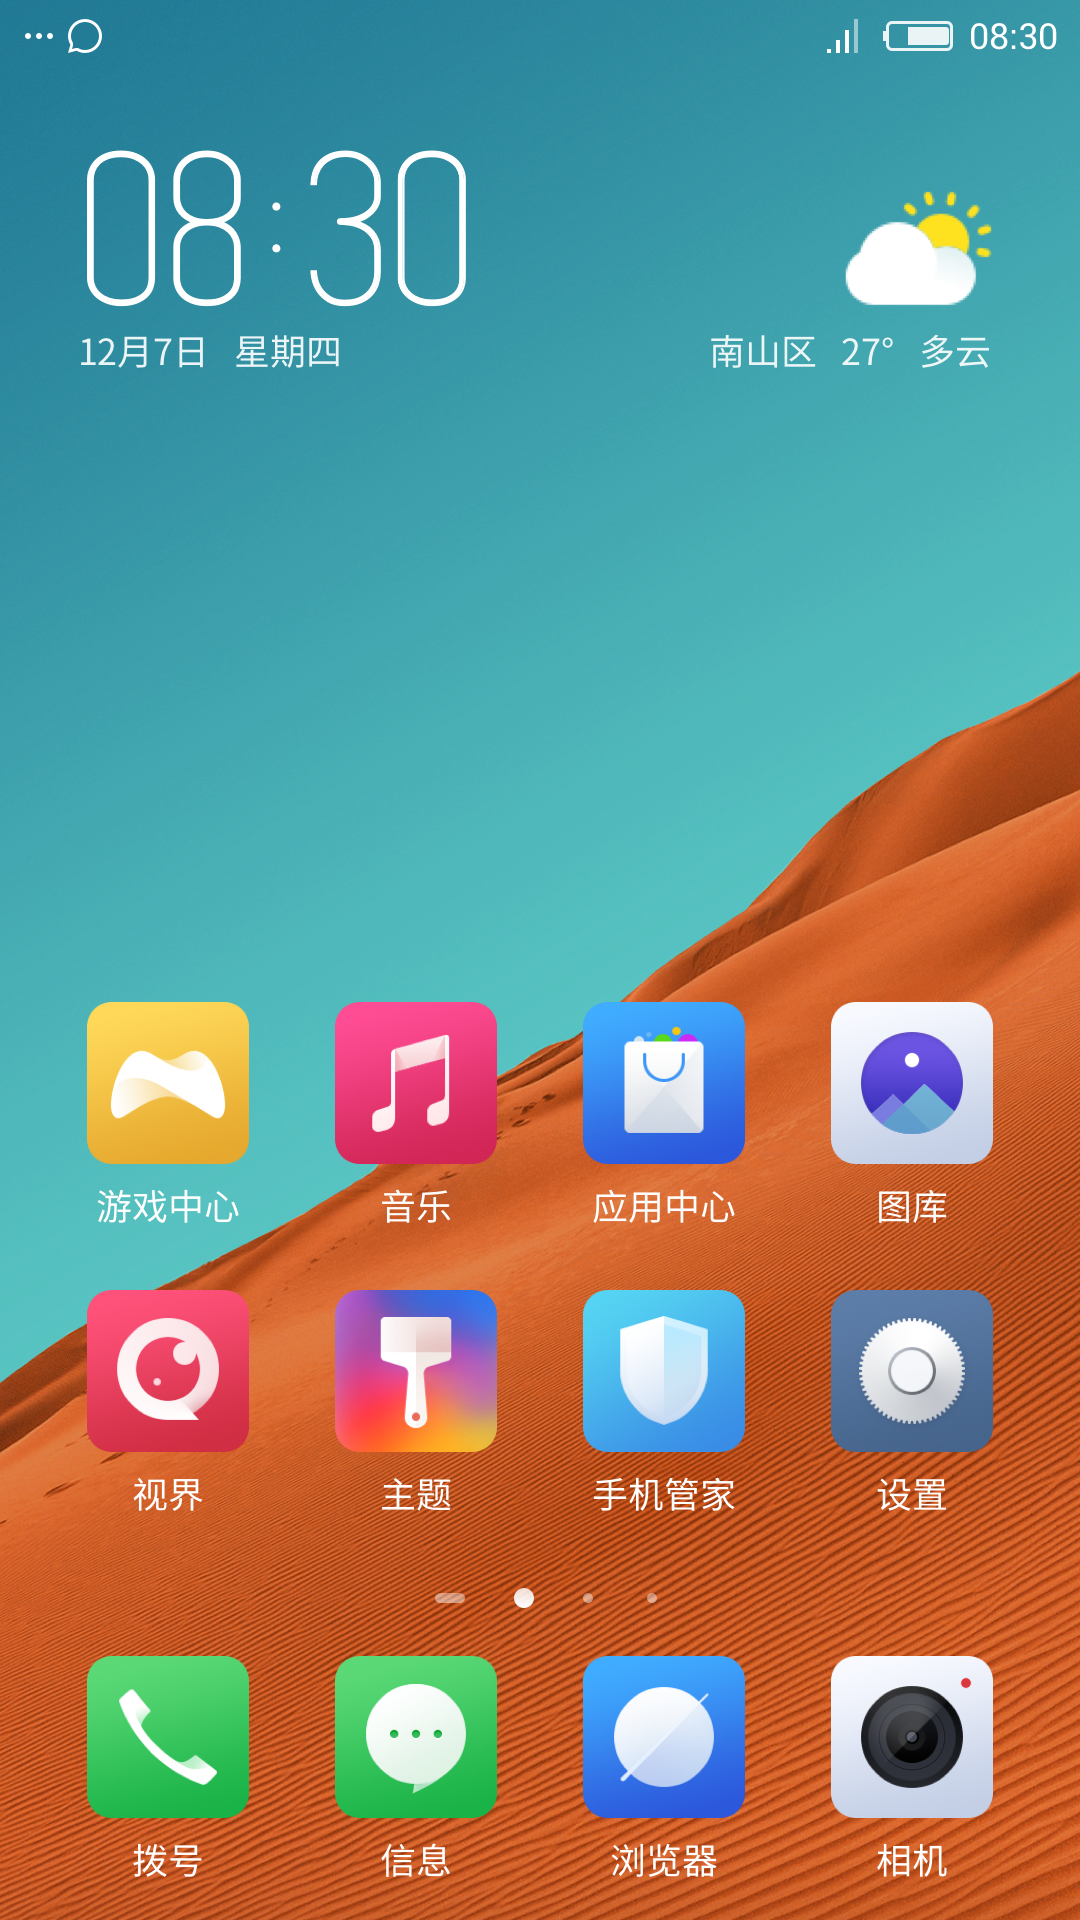 08:30
08:30
12月7日 星期四
南山区 27° 多云
游戏中心 音乐 应用中心 图库
视界 主题 手机管家 设置
拨号 信息 浏览器 相机